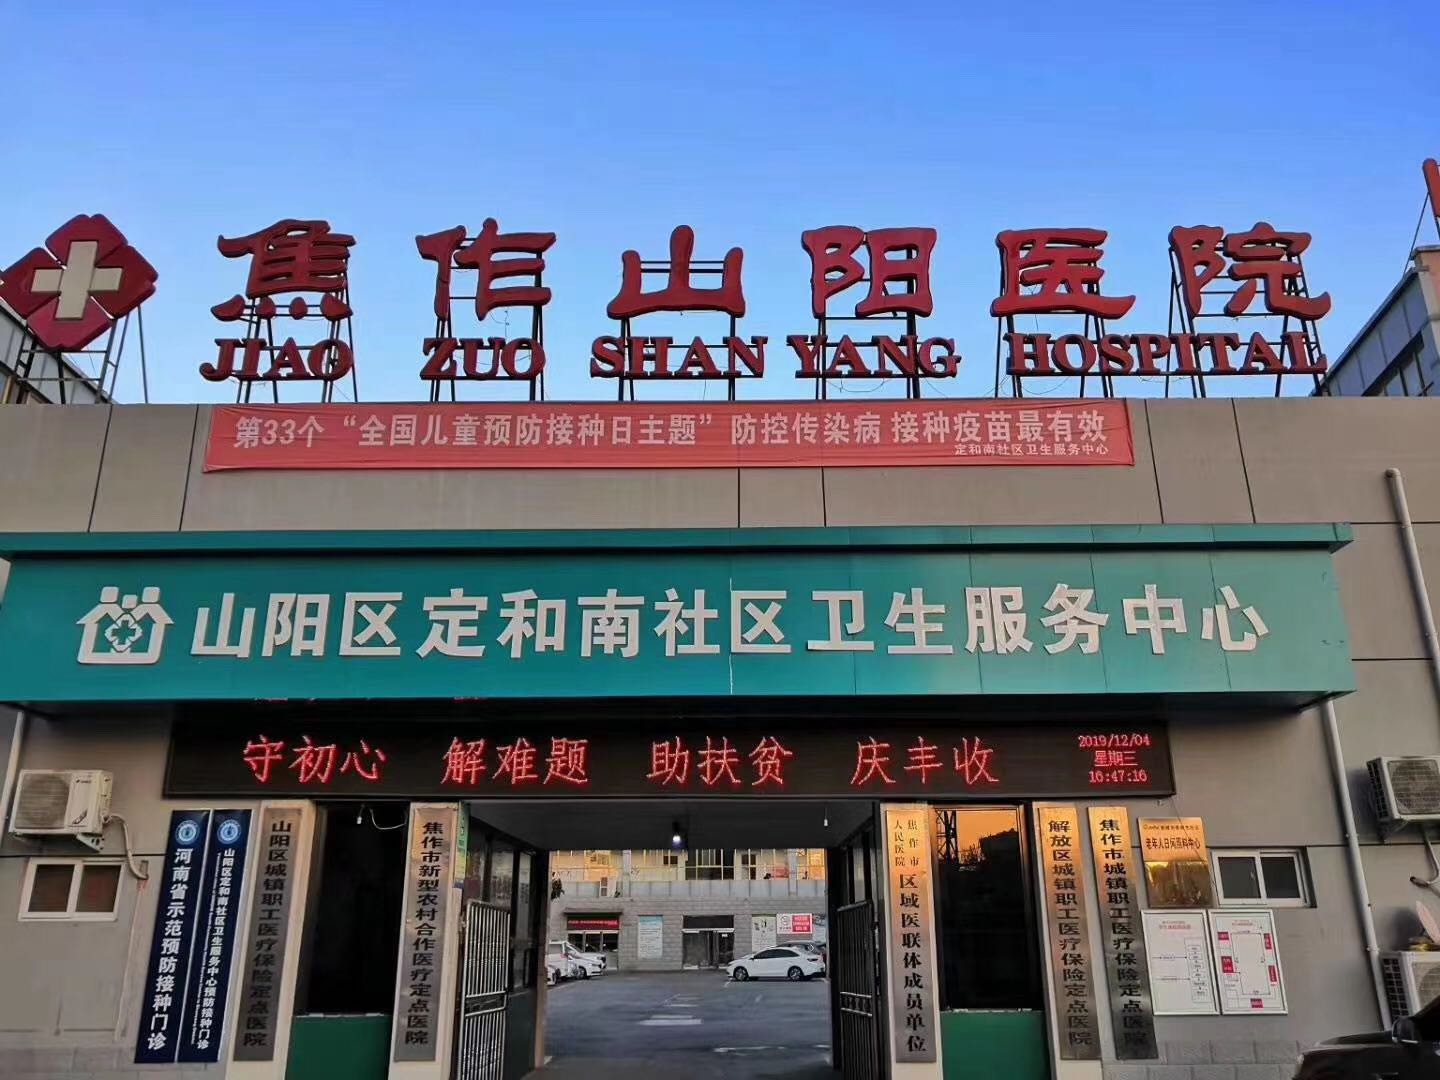 焦作山阳医院
JIAO ZUO SHAN YANG HOSPITAL
第33个“全国儿童预防接种日主题”防控传染病 接种疫苗最有效
定和南社区卫生服务中心
山阳区定和南社区卫生服务中心
守初心 解难题 助扶贫 庆丰收
2019/12/04
星期三
16:47:16
河南省示范预防接种门诊
山阳区定和南社区卫生服务中心预防接种门诊
山阳区城镇职工医疗保险定点医院
焦作市新型农村合作医疗定点医院
焦作市
人民医院
区域医联体成员单位
解放区城镇职工医疗保险定点医院
焦作市城镇职工医疗保险定点医院
老年人日间照料中心